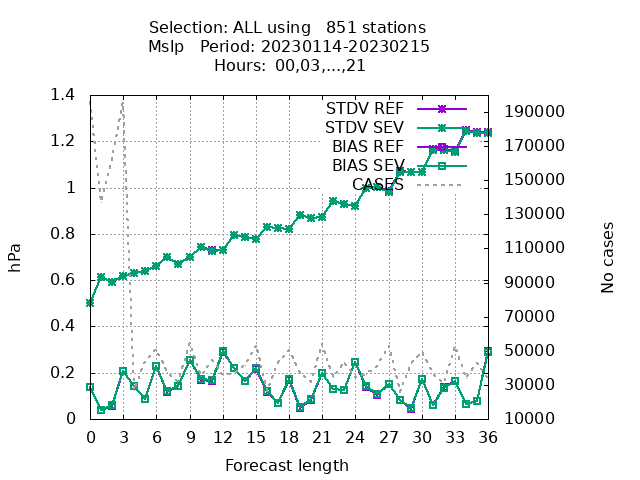 Selection: ALL using   851 stations
Mslp   Period: 20230114-20230215
Hours: 00,03,...,21
STDV REF
STDV SEV
BIAS REF
BIAS SEV
CASES
hPa
1.4
1.2
1
0.8
0.6
0.4
0.2
0
No cases
190000
170000
150000
130000
110000
90000
70000
50000
30000
10000
0 3 6 9 12 15 18 21 24 27 30 33 36
Forecast length